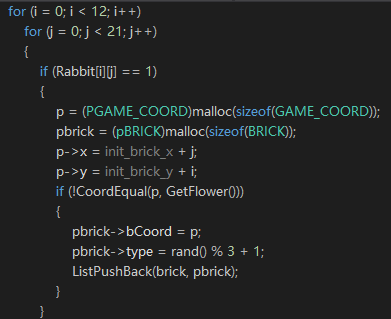 for (i = 0; i < 12; i++)
for (j = 0; j < 21; j++)
{
if (Rabbit[i][j] == 1)
{
p = (PGAME_COORD)malloc(sizeof(GAME_COORD));
pbrick = (pBRICK)malloc(sizeof(BRICK));
p->x = init_brick_x + j;
p->y = init_brick_y + i;
if (!CoordEqual(p, GetFlower()))
{
pbrick->bCoord = p;
pbrick->type = rand() % 3 + 1;
ListPushBack(brick, pbrick);
}
}